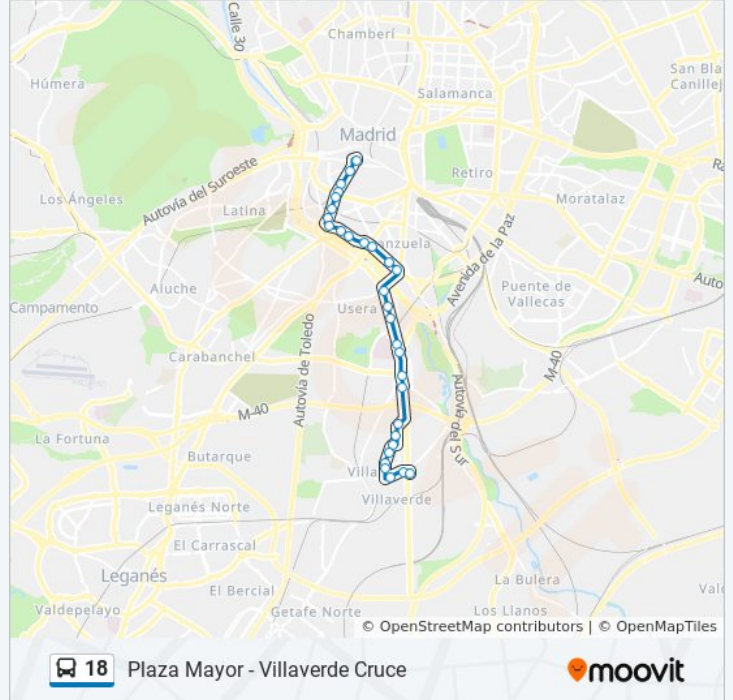 Calle 30
Chamberí
San Bla
Canillej
Húmera
Salamanca
Madrid
Autovía del Suroeste
Retiro
Los Ángeles
Latina
Moratalaz
anzuela
Avenida de la Paz
Auto
Aluche
Puente de
Vallecas
Campamento
Usera
Autovía de Toledo
Carabanchel
M-40
M-40
Autovía del Sur
La Fortuna
Butarque
Villa
Villaverde
Leganés Norte
El Carrascal
Leganés
La Bulera
El Bercial
Valdepelayo
Getafe Norte
Los Llanos
© OpenStreetMap contributors | © OpenMapTiles
18 Plaza Mayor - Villaverde Cruce
moovit